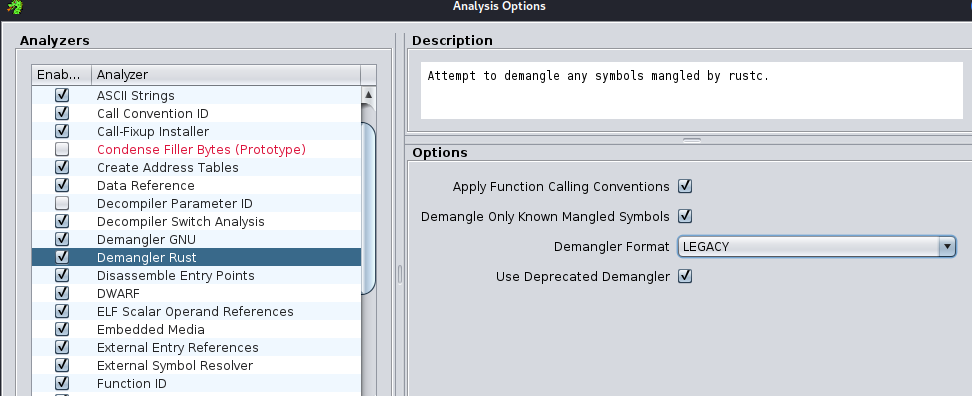 Analysis Options
Analyzers
Enab... Analyzer
ASCII Strings
Call Convention ID
Call-Fixup Installer
Condense Filler Bytes (Prototype)
Create Address Tables
Data Reference
Decompiler Parameter ID
Decompiler Switch Analysis
Demangler GNU
Demangler Rust
Disassemble Entry Points
DWARF
ELF Scalar Operand References
Embedded Media
External Entry References
External Symbol Resolver
Function ID
Description
Attempt to demangle any symbols mangled by rustc.
Options
Apply Function Calling Conventions
Demangle Only Known Mangled Symbols
Demangler Format LEGACY
Use Deprecated Demangler